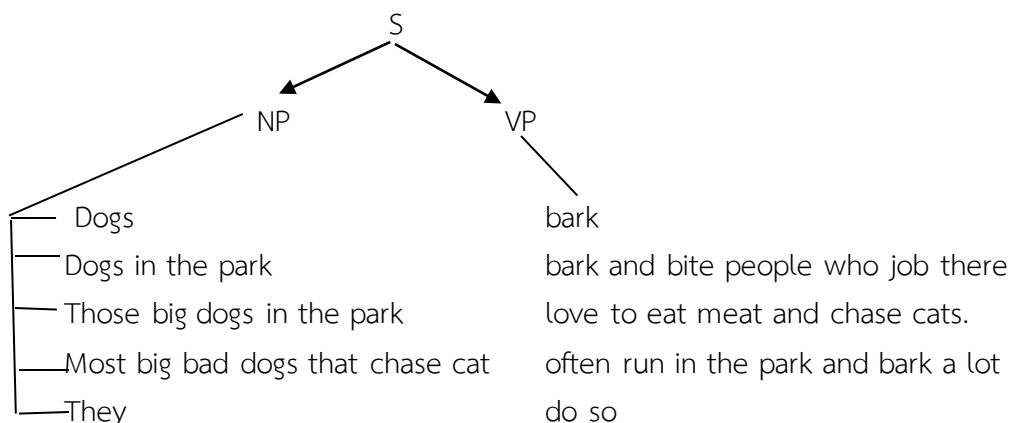 S
NP VP
Dogs bark
Dogs in the park bark and bite people who job there
Those big dogs in the park love to eat meat and chase cats.
Most big bad dogs that chase cat often run in the park and bark a lot
They do so